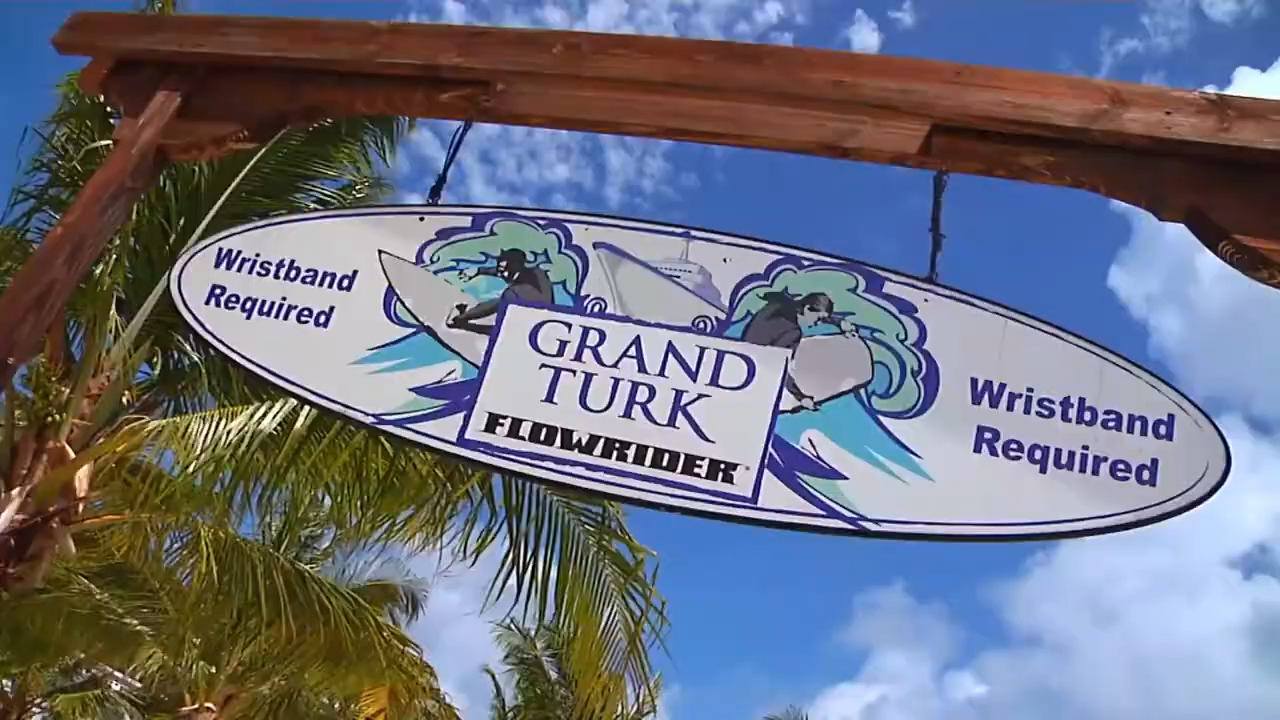 Wristband
Required
GRAND
TURK
FLOWRIDER
Wristband
Required